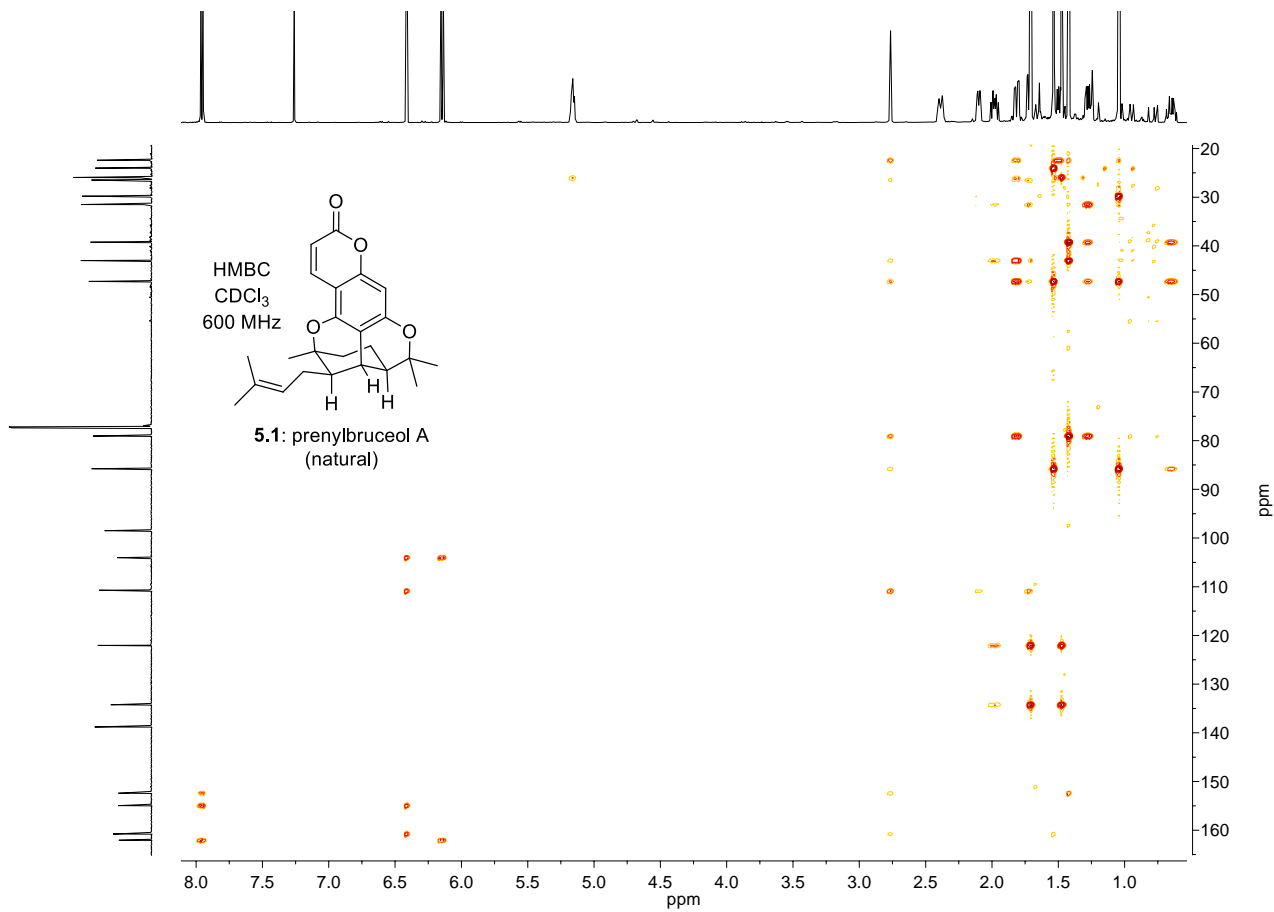 20
30
40
50
60
70
80
90
100
110
120
130
140
150
160
ppm
O
O
HMBC
CDCl3
600 MHz
O
O
H
H
H
5.1: prenylbruceol A
(natural)
8.0 7.5 7.0 6.5 6.0 5.5 5.0 4.5 4.0 3.5 3.0 2.5 2.0 1.5 1.0
ppm